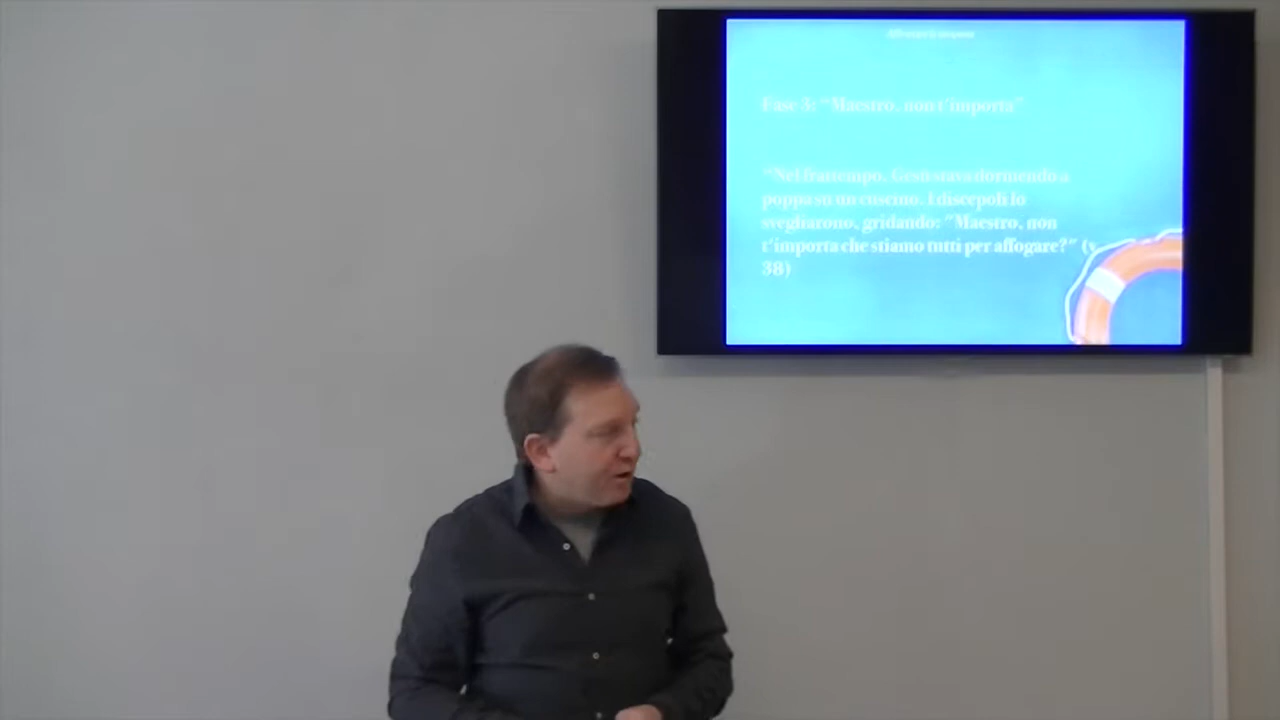 Fase 3: "Maestro, non t'importa"
"Nel frattempo, Gesù stava dormendo a
poppa su un cuscino. I discepoli lo
svegliarono, gridando: "Maestro, non
t'importa che stiamo tutti per affogare?" (v.
38)